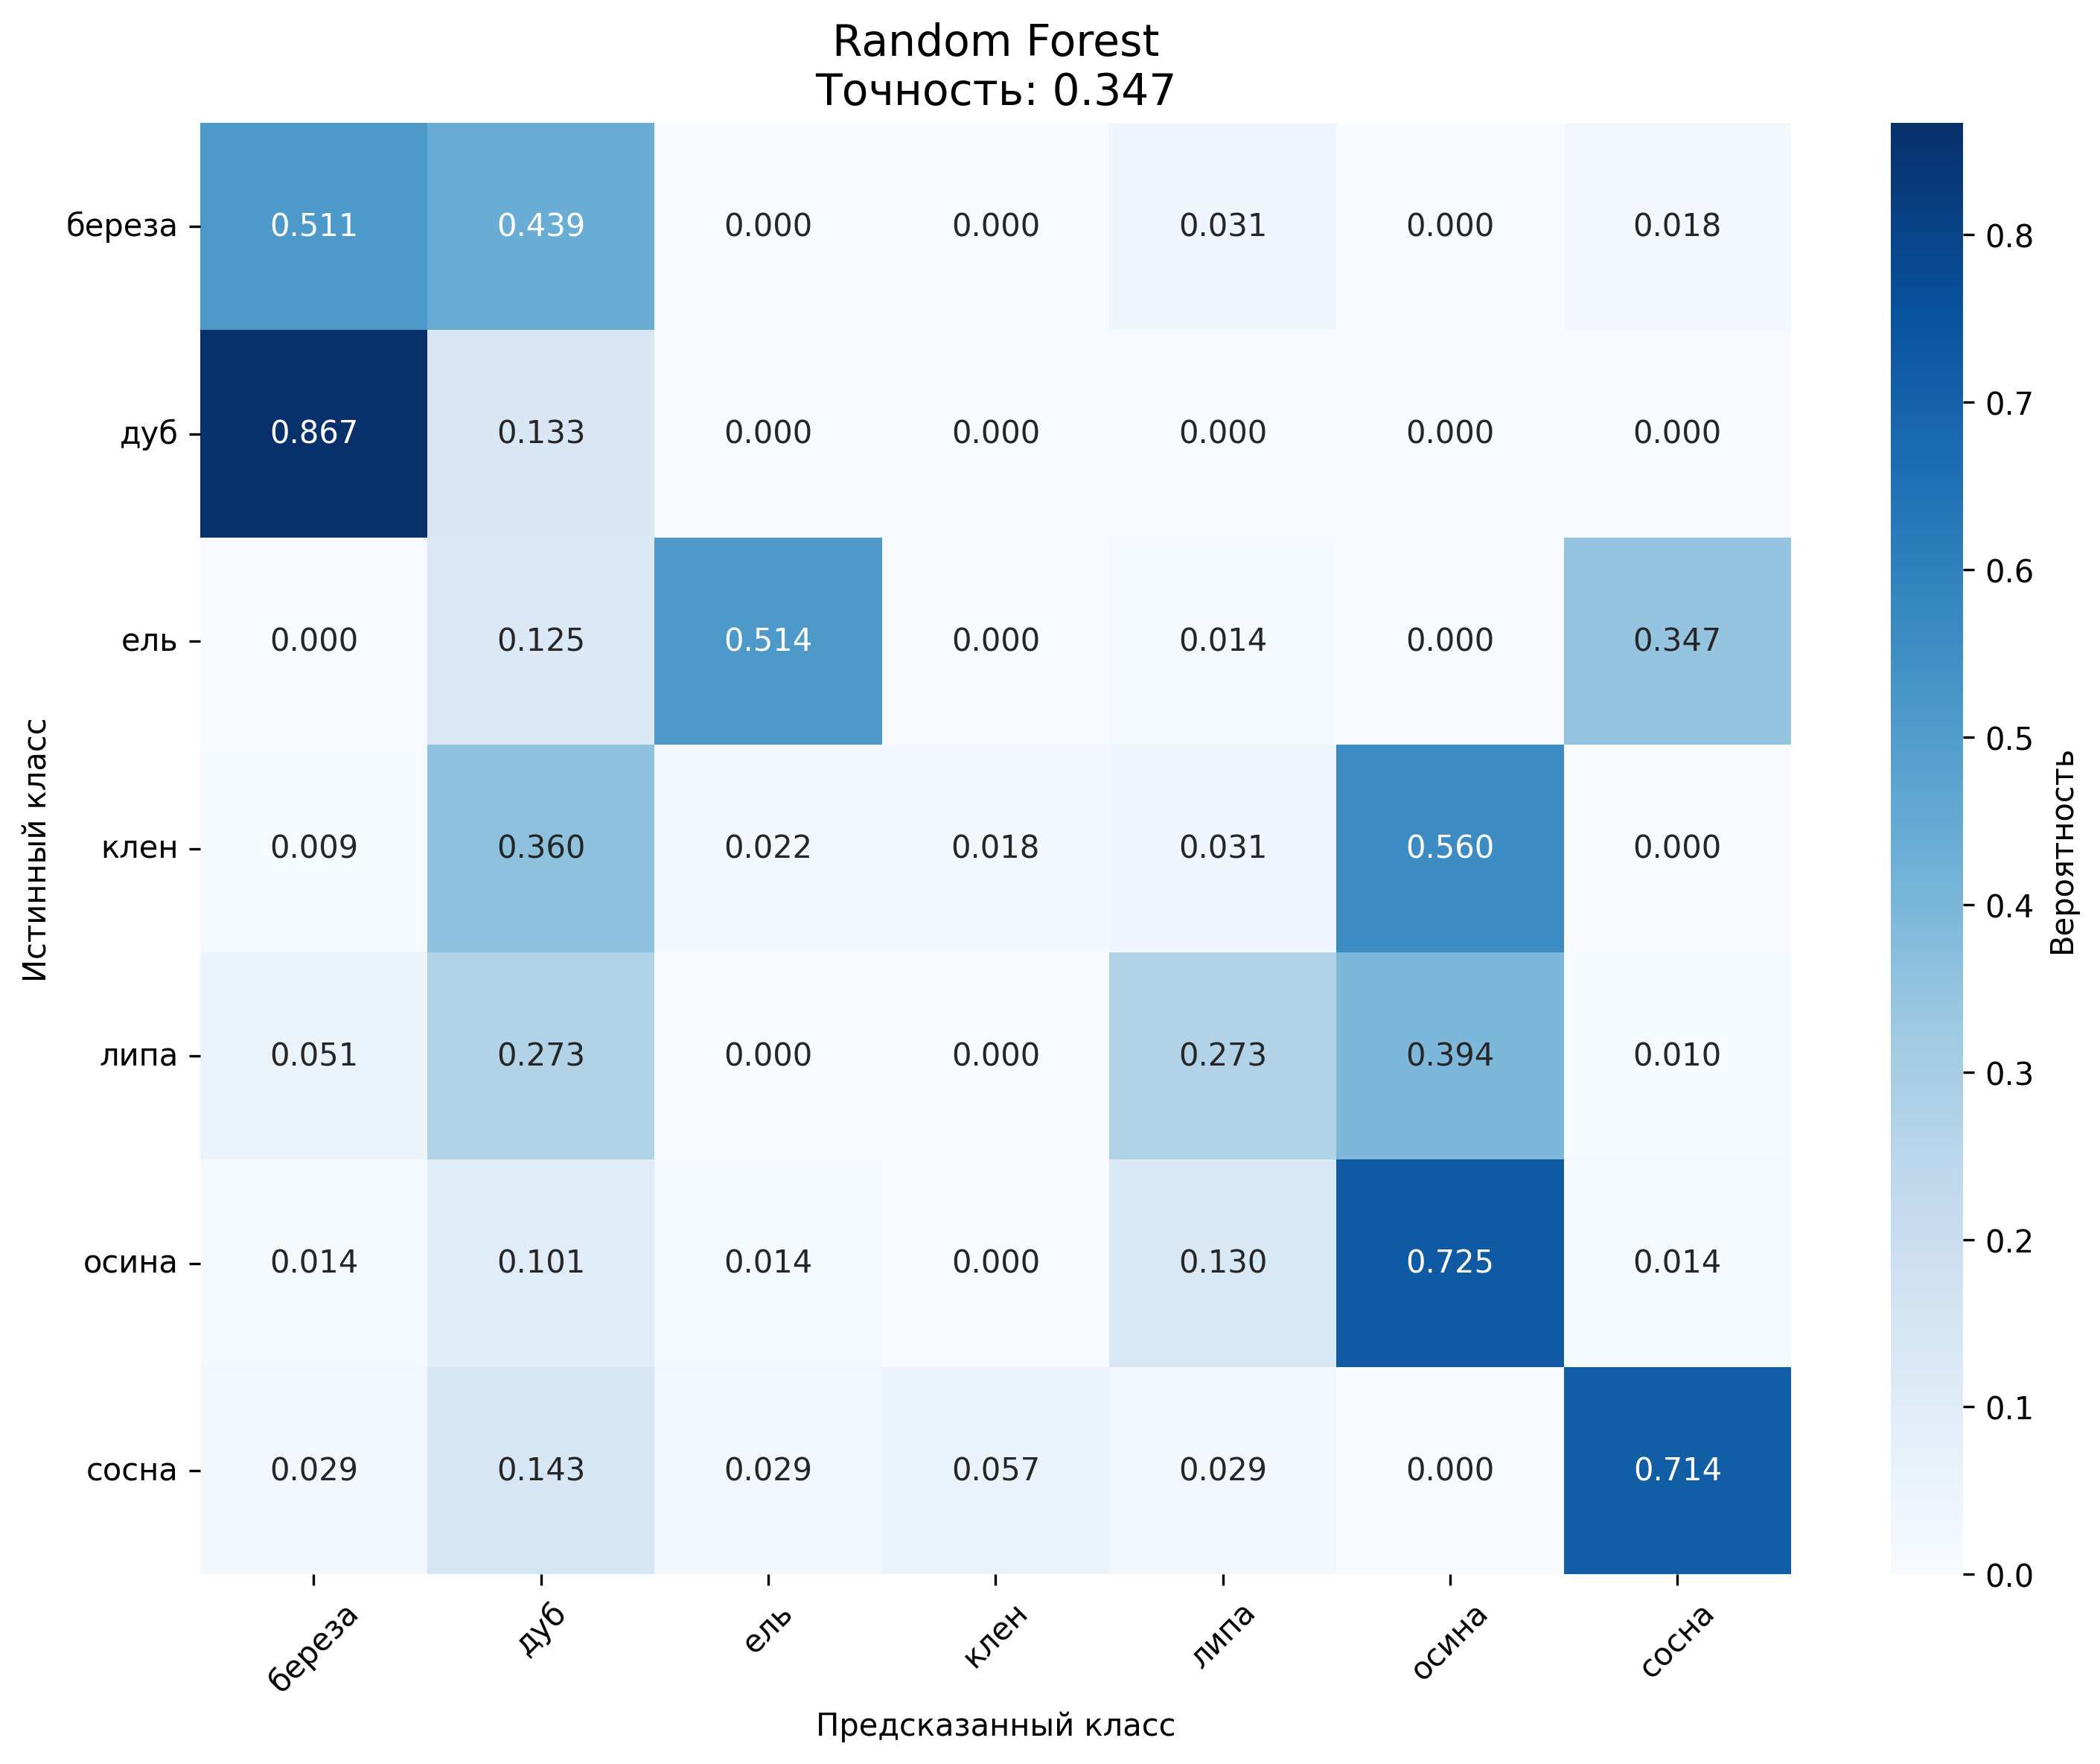 Random Forest
Точность: 0.347
береза 0.511 0.439 0.000 0.000 0.031 0.000 0.018
дуб 0.867 0.133 0.000 0.000 0.000 0.000 0.000
ель 0.000 0.125 0.514 0.000 0.014 0.000 0.347
клен 0.009 0.360 0.022 0.018 0.031 0.560 0.000
липа 0.051 0.273 0.000 0.000 0.273 0.394 0.010
осина 0.014 0.101 0.014 0.000 0.130 0.725 0.014
сосна 0.029 0.143 0.029 0.057 0.029 0.000 0.714
береза дуб ель клен липа осина сосна
Предсказанный класс
Истинный класс
0.8
0.7
0.6
0.5
0.4
0.3
0.2
0.1
0.0
Вероятность